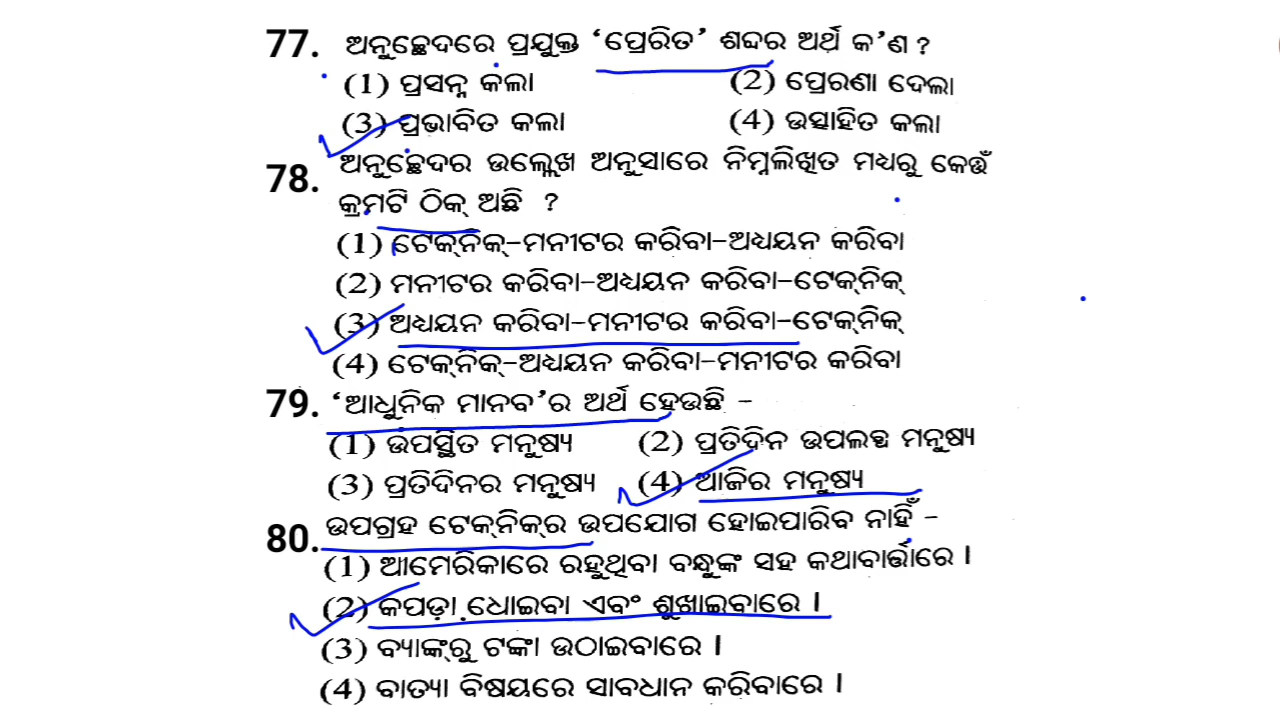 77. ଅନୁଚ୍ଛେଦରେ ପ୍ରଯୁକ୍ତ ‘ପ୍ରେରିତ’ ଶବ୍ଦର ଅର୍ଥ କ’ଣ ?
(1) ପ୍ରସନ୍ନ କଲା (2) ପ୍ରେରଣା ଦେଲା
(3) ପ୍ରଭାବିତ କଲା (4) ଉତ୍ସାହିତ କଲା
78. ଅନୁଚ୍ଛେଦର ଉଲ୍ଲେଖ ଅନୁସାରେ ନିମ୍ନଲିଖିତ ମଧ୍ୟରୁ କେଉଁ
କ୍ରମଟି ଠିକ୍ ଅଛି ?
(1) ଟେକ୍‌ନିକ୍-ମନୀଟର କରିବା-ଅଧ୍ୟୟନ କରିବା
(2) ମନୀଟର କରିବା-ଅଧ୍ୟୟନ କରିବା-ଟେକ୍‌ନିକ୍
(3) ଅଧ୍ୟୟନ କରିବା-ମନୀଟର କରିବା-ଟେକ୍‌ନିକ୍
(4) ଟେକ୍‌ନିକ୍-ଅଧ୍ୟୟନ କରିବା-ମନୀଟର କରିବା
79. ‘ଆଧୁନିକ ମାନବ’ର ଅର୍ଥ ହେଉଛି -
(1) ଉପସ୍ଥିତ ମନୁଷ୍ୟ (2) ପ୍ରତିଦିନ ଉପଲବ୍ଧ ମନୁଷ୍ୟ
(3) ପ୍ରତିଦିନର ମନୁଷ୍ୟ (4) ଆଜିର ମନୁଷ୍ୟ
80. ଉପଗ୍ରହ ଟେକ୍‌ନିକ୍‌ର ଉପଯୋଗ ହୋଇପାରିବ ନାହିଁ -
(1) ଆମେରିକାରେ ରହୁଥିବା ବନ୍ଧୁଙ୍କ ସହ କଥାବାର୍ତ୍ତାରେ ।
(2) କପଡ଼ା ଧୋଇବା ଏବଂ ଶୁଖାଇବାରେ ।
(3) ବ୍ୟାଙ୍କ୍‌ରୁ ଟଙ୍କା ଉଠାଇବାରେ ।
(4) ବାତ୍ୟା ବିଷୟରେ ସାବଧାନ କରିବାରେ ।